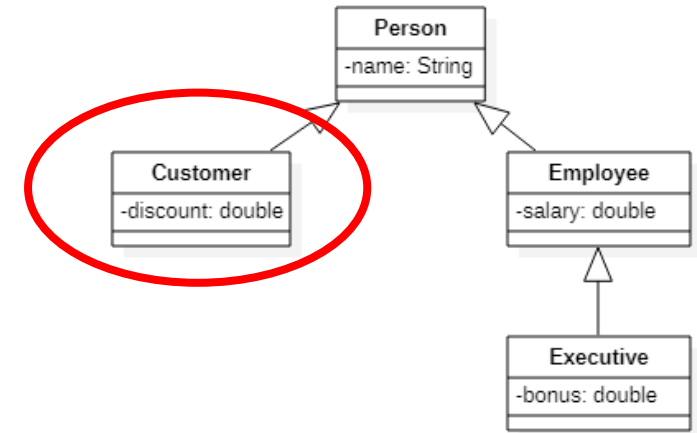 Person
-name: String
Customer
-discount: double
Employee
-salary: double
Executive
-bonus: double